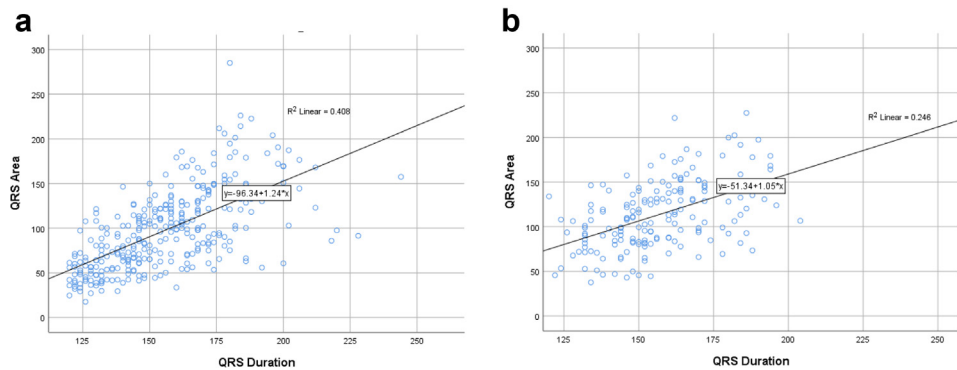 a
300
250
200
150
100
50
0
QRS Area
R² Linear = 0.408
y=-96.34+1.24*x
125
150
175
200
225
250
QRS Duration
b
300
250
200
150
100
50
0
QRS Area
R² Linear = 0.246
y=-51.34+1.05*x
125
150
175
200
225
250
QRS Duration